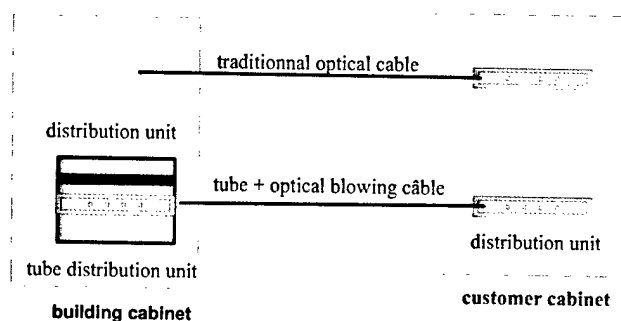 traditionnal optical cable
distribution unit
tube + optical blowing câble
distribution unit
tube distribution unit
customer cabinet
building cabinet